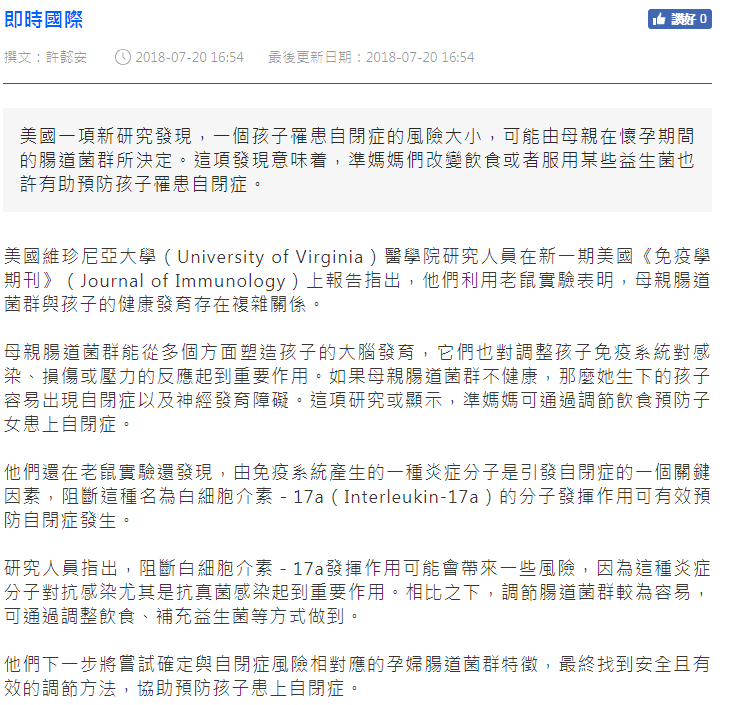 即時國際
讚好 0
撰文：許懿安 2018-07-20 16:54 最後更新日期：2018-07-20 16:54
美國一項新研究發現，一個孩子罹患自閉症的風險大小，可能由母親在懷孕期間
的腸道菌群所決定。這項發現意味着，準媽媽們改變飲食或者服用某些益生菌也
許有助預防孩子罹患自閉症。
美國維珍尼亞大學（University of Virginia）醫學院研究人員在新一期美國《免疫學
期刊》（Journal of Immunology）上報告指出，他們利用老鼠實驗表明，母親腸道
菌群與孩子的健康發育存在複雜關係。
母親腸道菌群能從多個方面塑造孩子的大腦發育，它們也對調整孩子免疫系統對感
染、損傷或壓力的反應起到重要作用。如果母親腸道菌群不健康，那麼她生下的孩子
容易出現自閉症以及神經發育障礙。這項研究或顯示，準媽媽可通過調節飲食預防子
女患上自閉症。
他們還在老鼠實驗還發現，由免疫系統產生的一種炎症分子是引發自閉症的一個關鍵
因素，阻斷這種名為白細胞介素－17a（Interleukin-17a）的分子發揮作用可有效預
防自閉症發生。
研究人員指出，阻斷白細胞介素－17a發揮作用可能會帶來一些風險，因為這種炎症
分子對抗感染尤其是抗真菌感染起到重要作用。相比之下，調節腸道菌群較為容易，
可通過調整飲食、補充益生菌等方式做到。
他們下一步將嘗試確定與自閉症風險相對應的孕婦腸道菌群特徵，最終找到安全且有
效的調節方法，協助預防孩子患上自閉症。